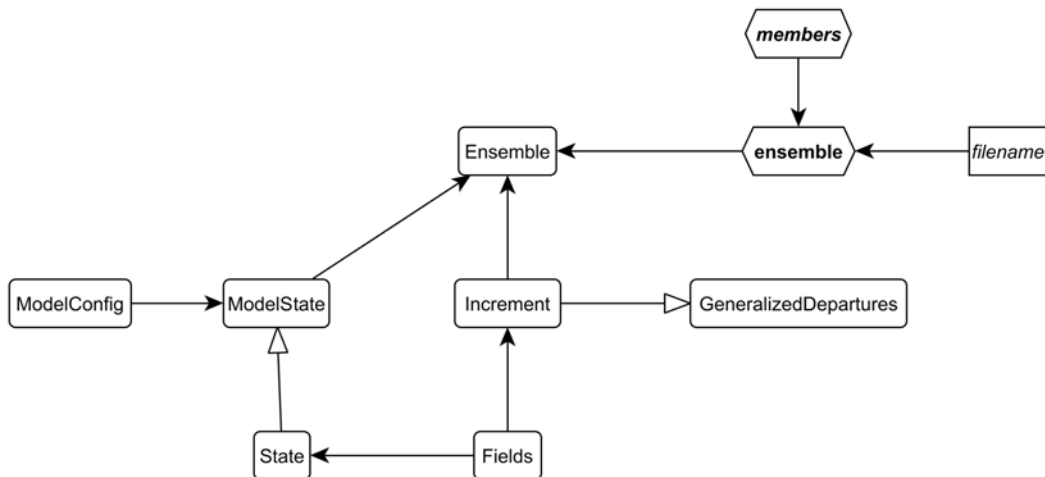 members
Ensemble
ensemble
filename
ModelConfig
ModelState
Increment
GeneralizedDepartures
State
Fields